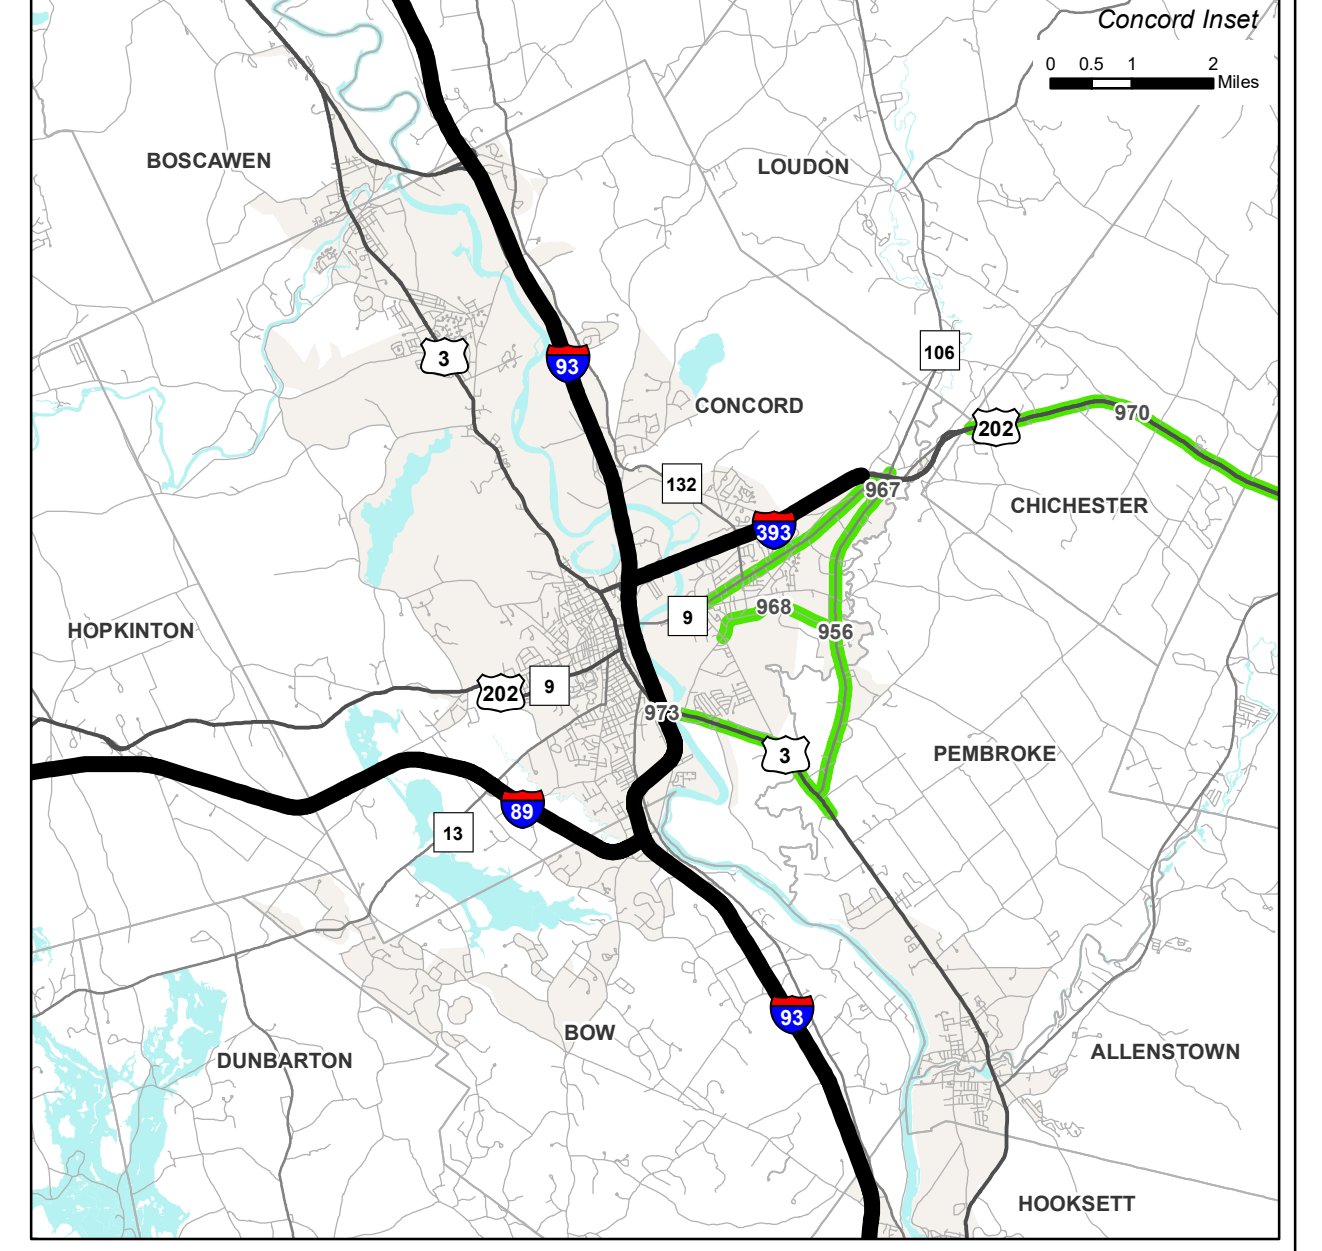 Concord Inset
0 0.5 1 2
Miles
BOSCAWEN
LOUDON
3
93
106
CONCORD
970
202
132
967
CHICHESTER
393
968
9
HOPKINTON
956
202
9
973
3
PEMBROKE
89
13
93
BOW
DUNBARTON
ALLENSTOWN
HOOKSETT